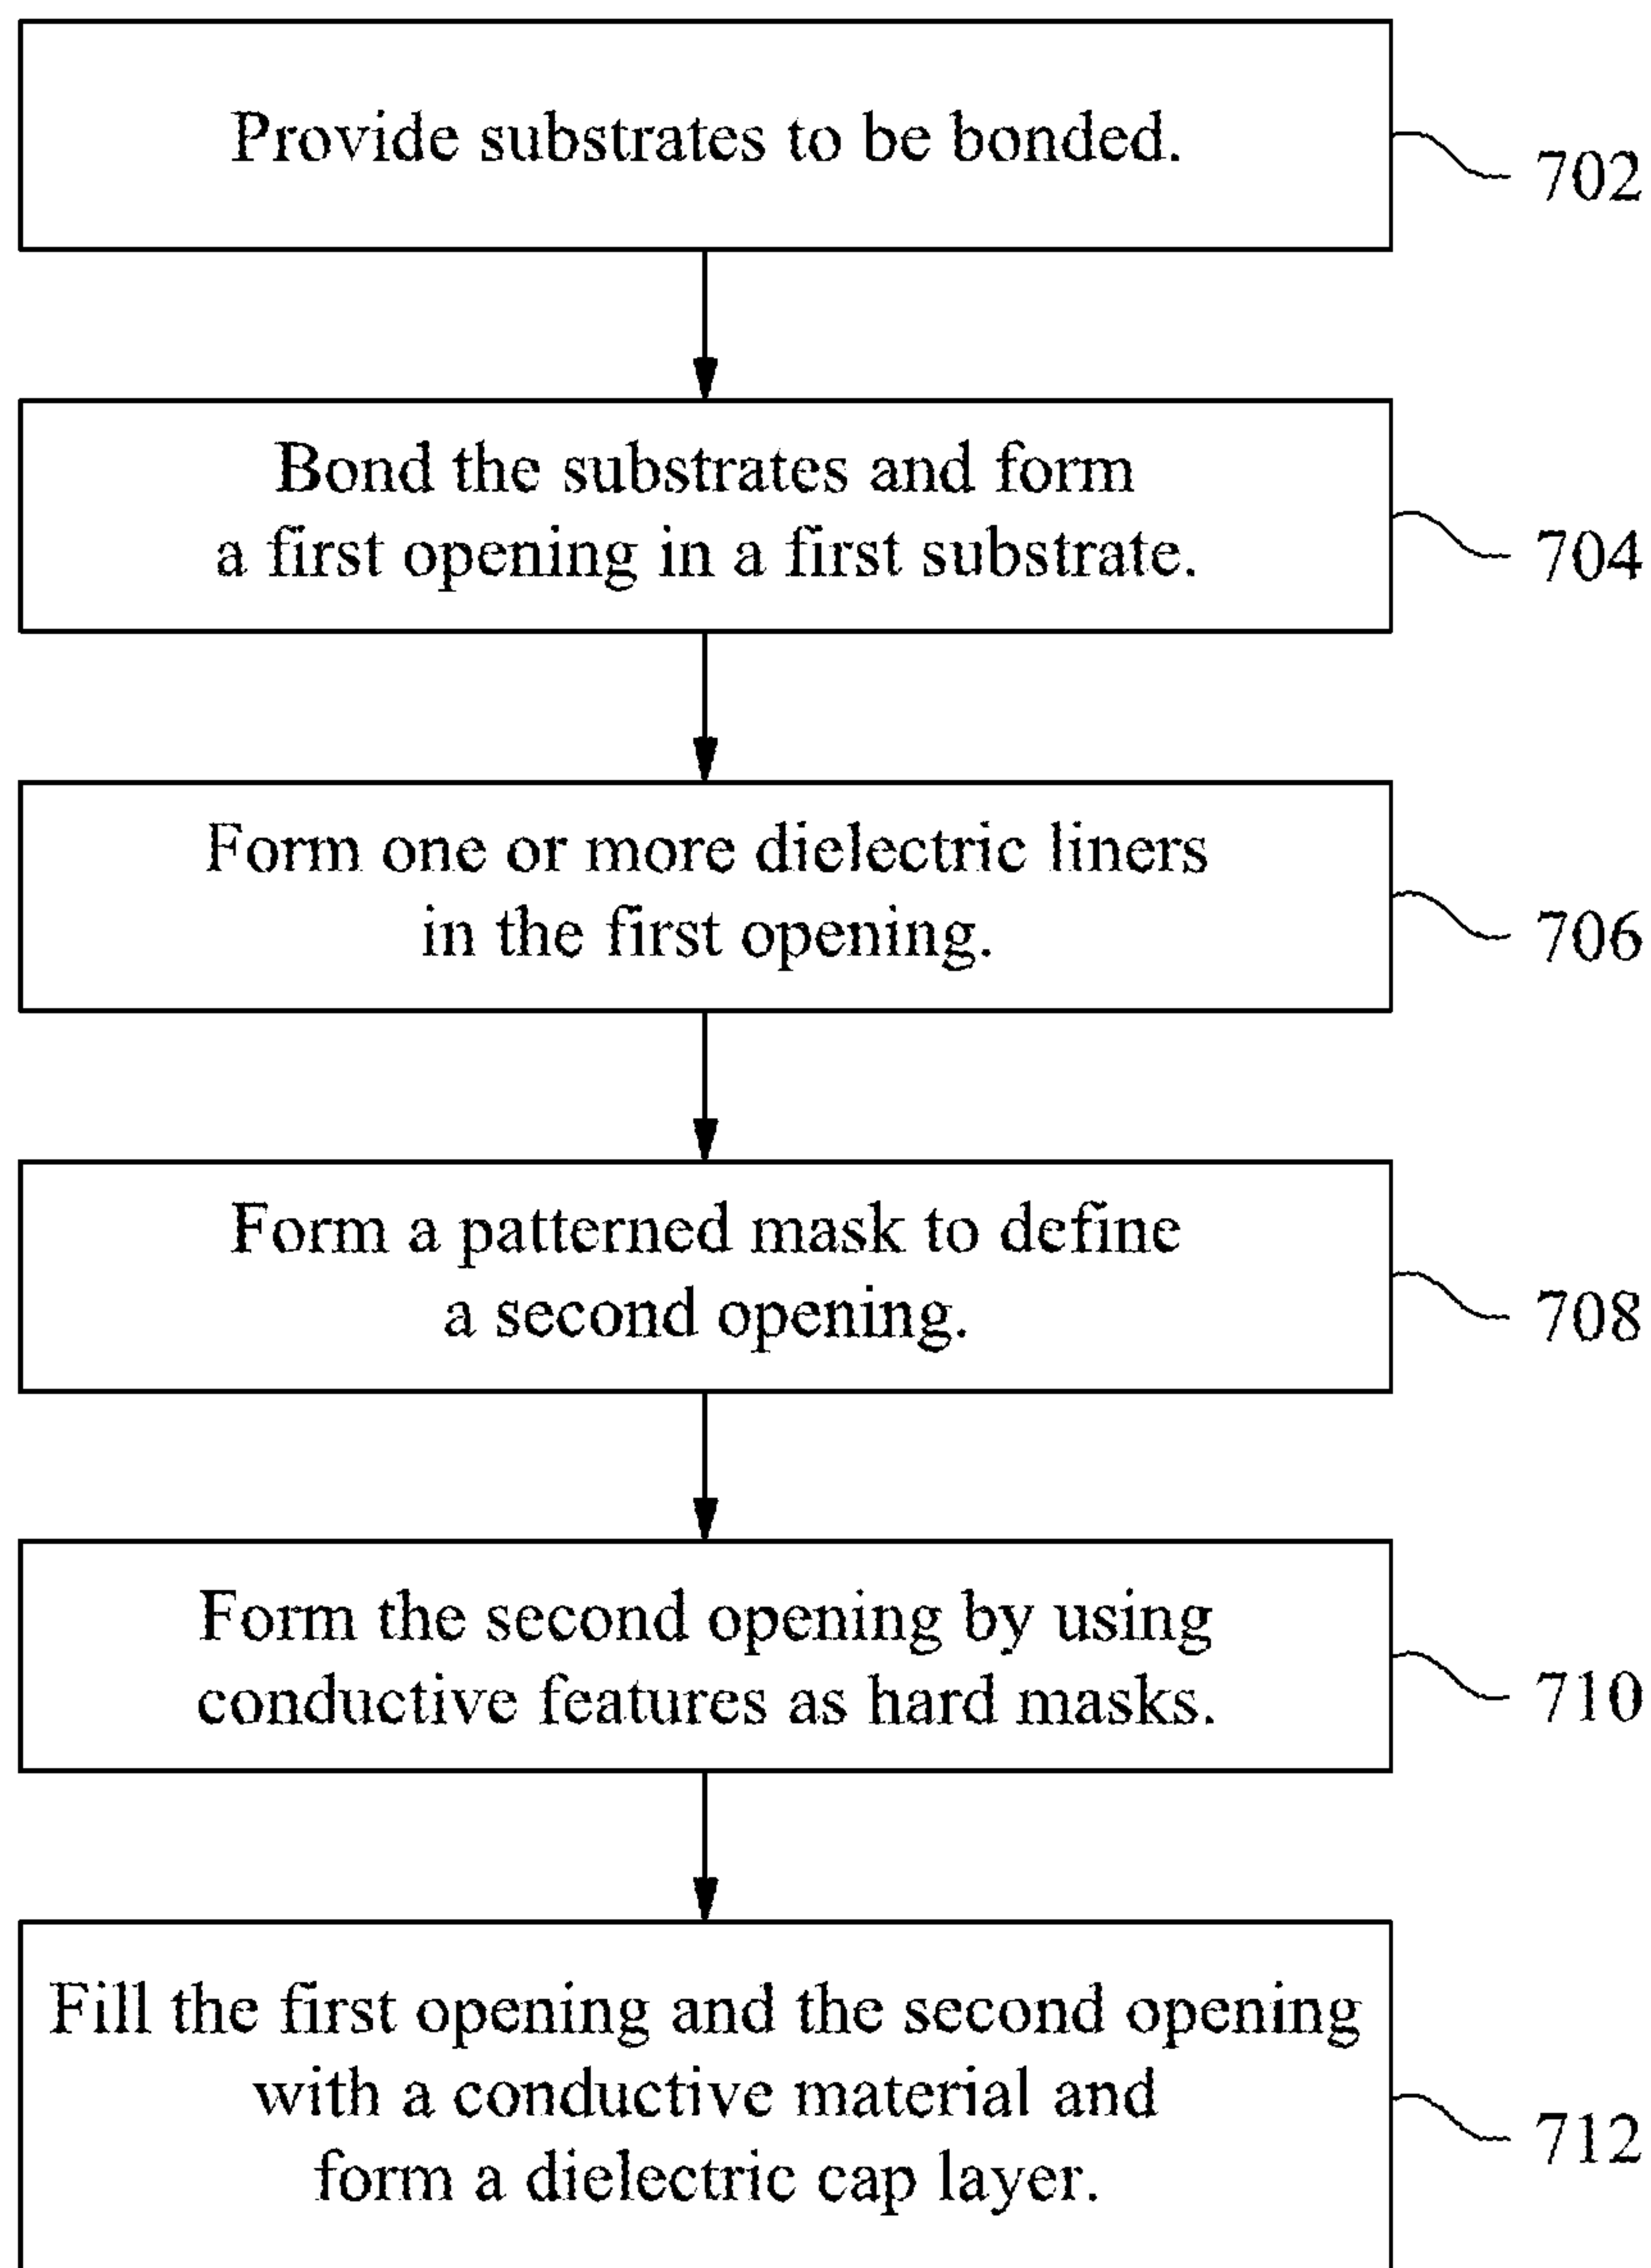 Provide substrates to be bonded.
702
Bond the substrates and form
a first opening in a first substrate.
704
Form one or more dielectric liners
in the first opening.
706
Form a patterned mask to define
a second opening.
708
Form the second opening by using
conductive features as hard masks.
710
Fill the first opening and the second opening
with a conductive material and
form a dielectric cap layer.
712